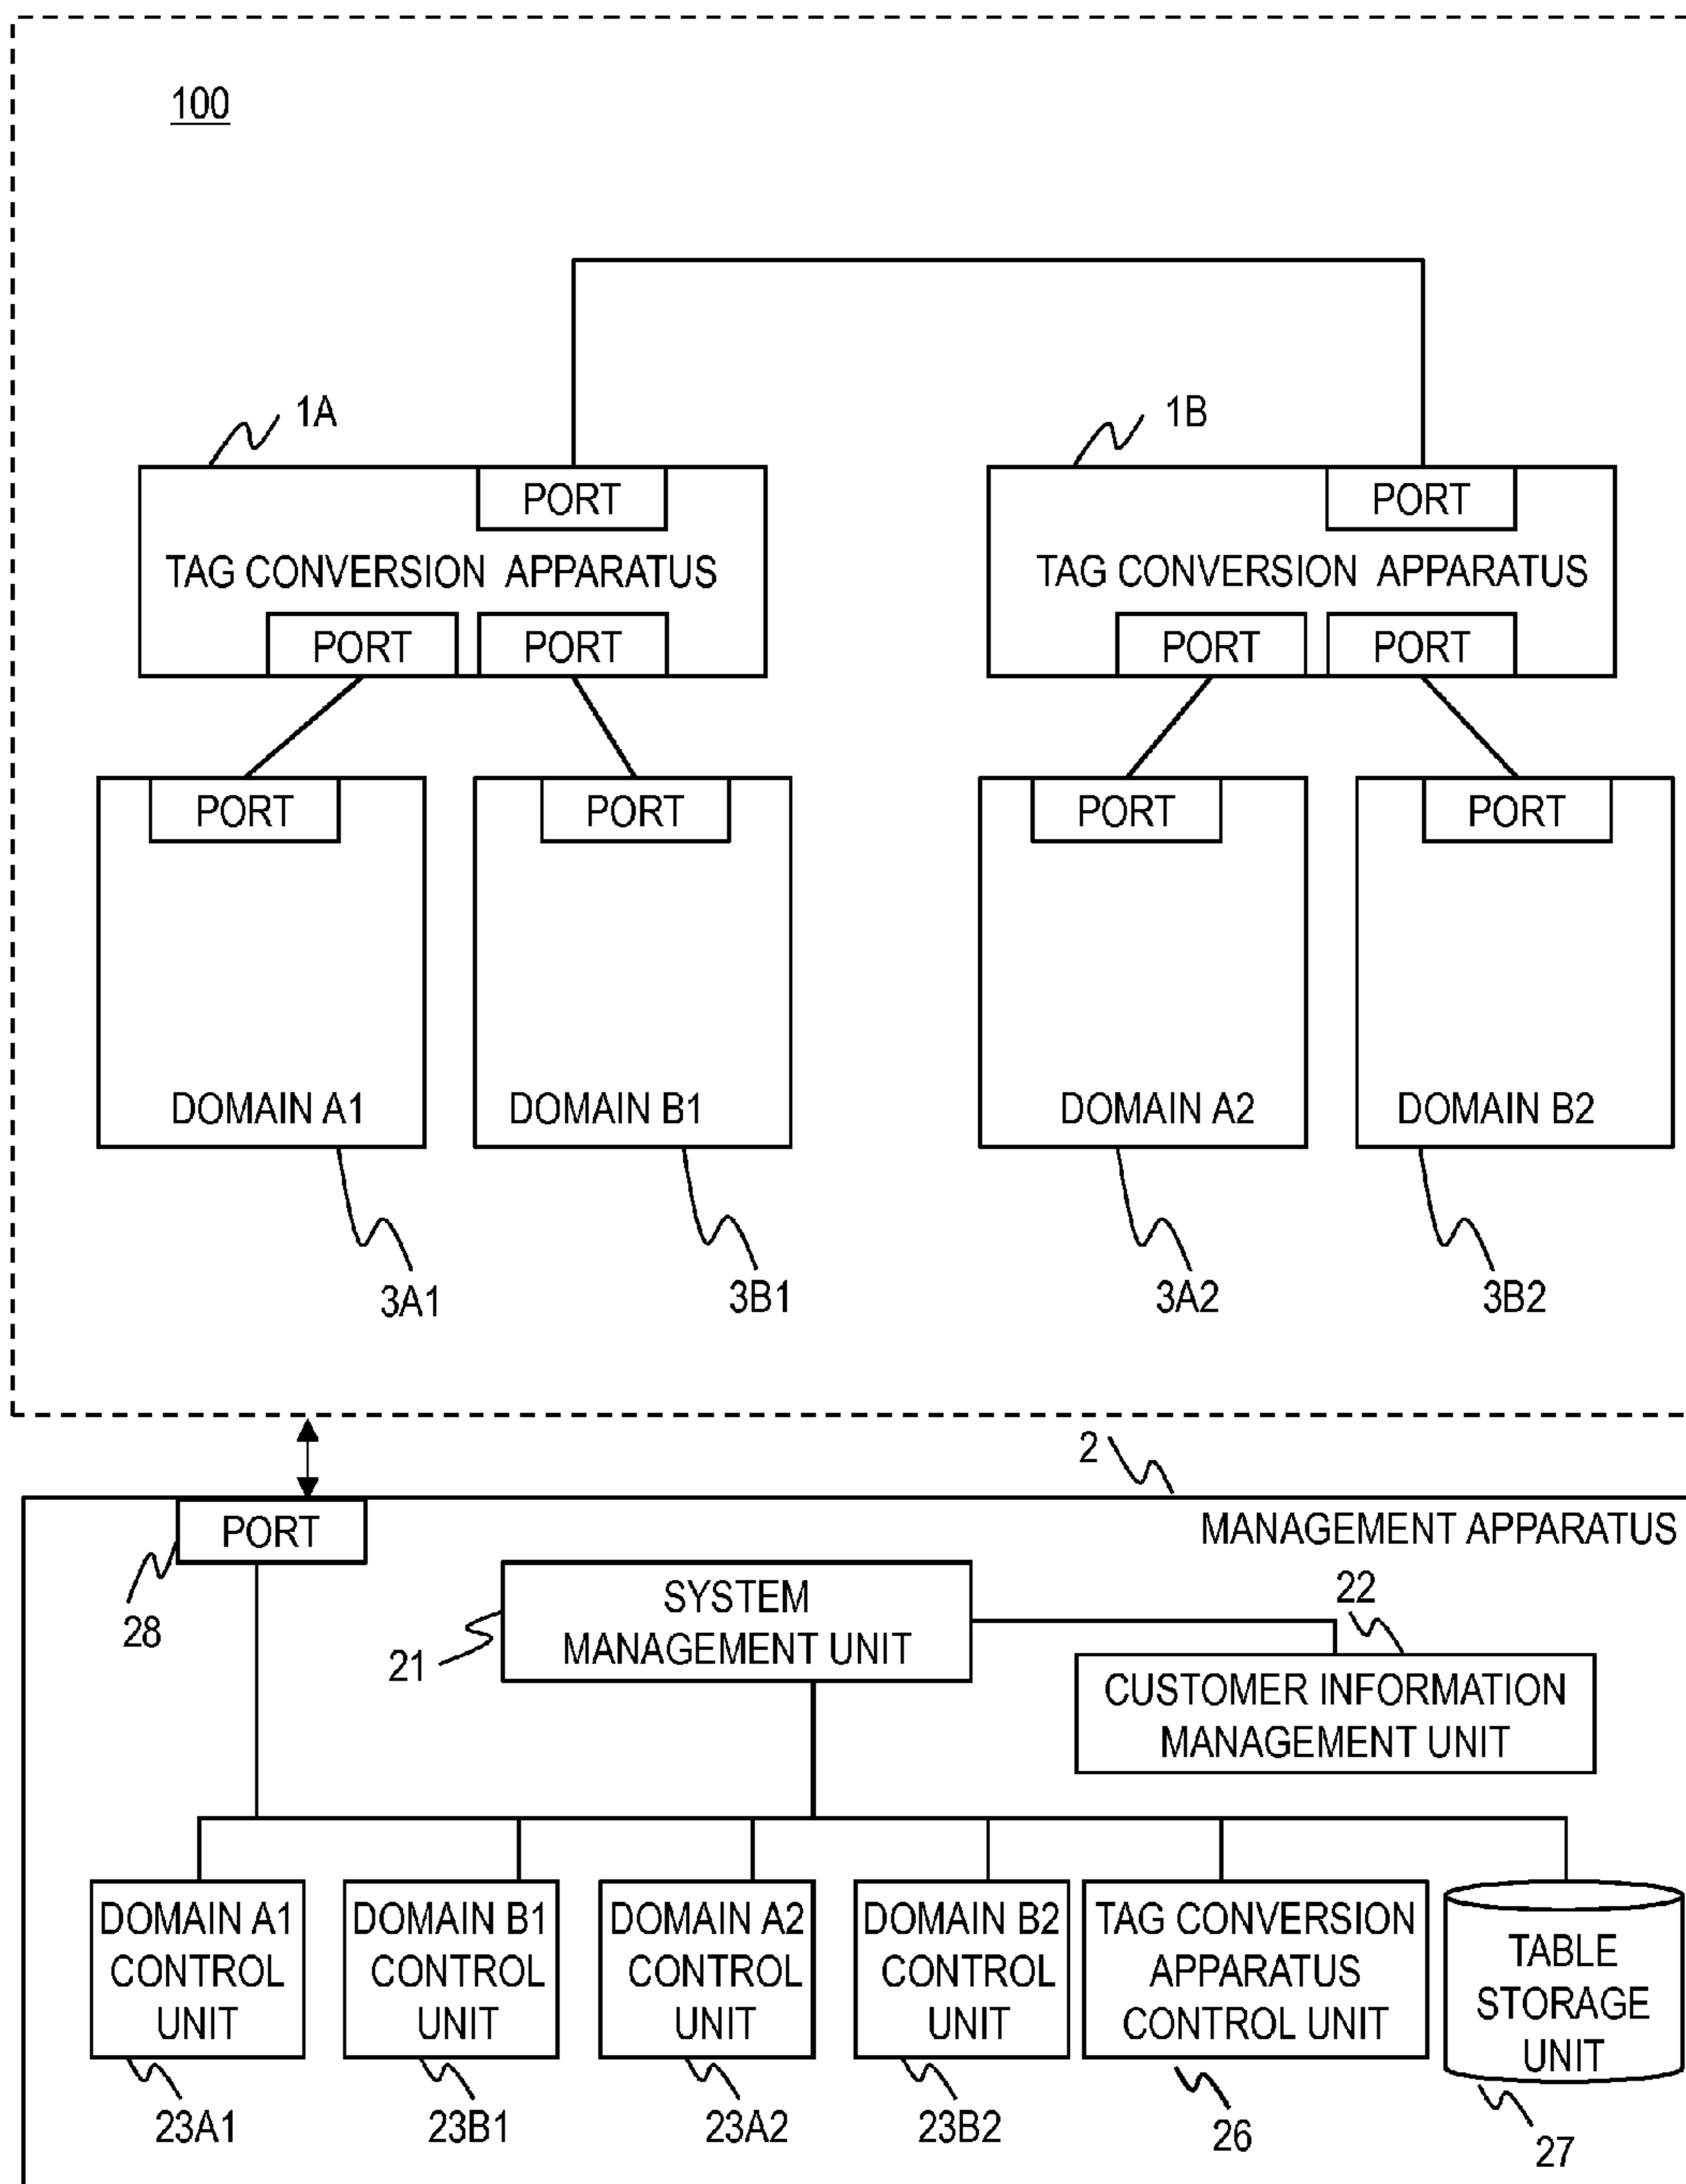 100
1A
1B
PORT
PORT
TAG CONVERSION APPARATUS
TAG CONVERSION APPARATUS
PORT
PORT
PORT
PORT
PORT
PORT
PORT
PORT
DOMAIN A1
DOMAIN B1
DOMAIN A2
DOMAIN B2
3A1
3B1
3A2
3B2
2
PORT
MANAGEMENT APPARATUS
28
SYSTEM
MANAGEMENT UNIT
21
22
CUSTOMER INFORMATION
MANAGEMENT UNIT
DOMAIN A1
CONTROL
UNIT
DOMAIN B1
CONTROL
UNIT
DOMAIN A2
CONTROL
UNIT
DOMAIN B2
CONTROL
UNIT
TAG CONVERSION
APPARATUS
CONTROL UNIT
TABLE
STORAGE
UNIT
23A1
23B1
23A2
23B2
26
27